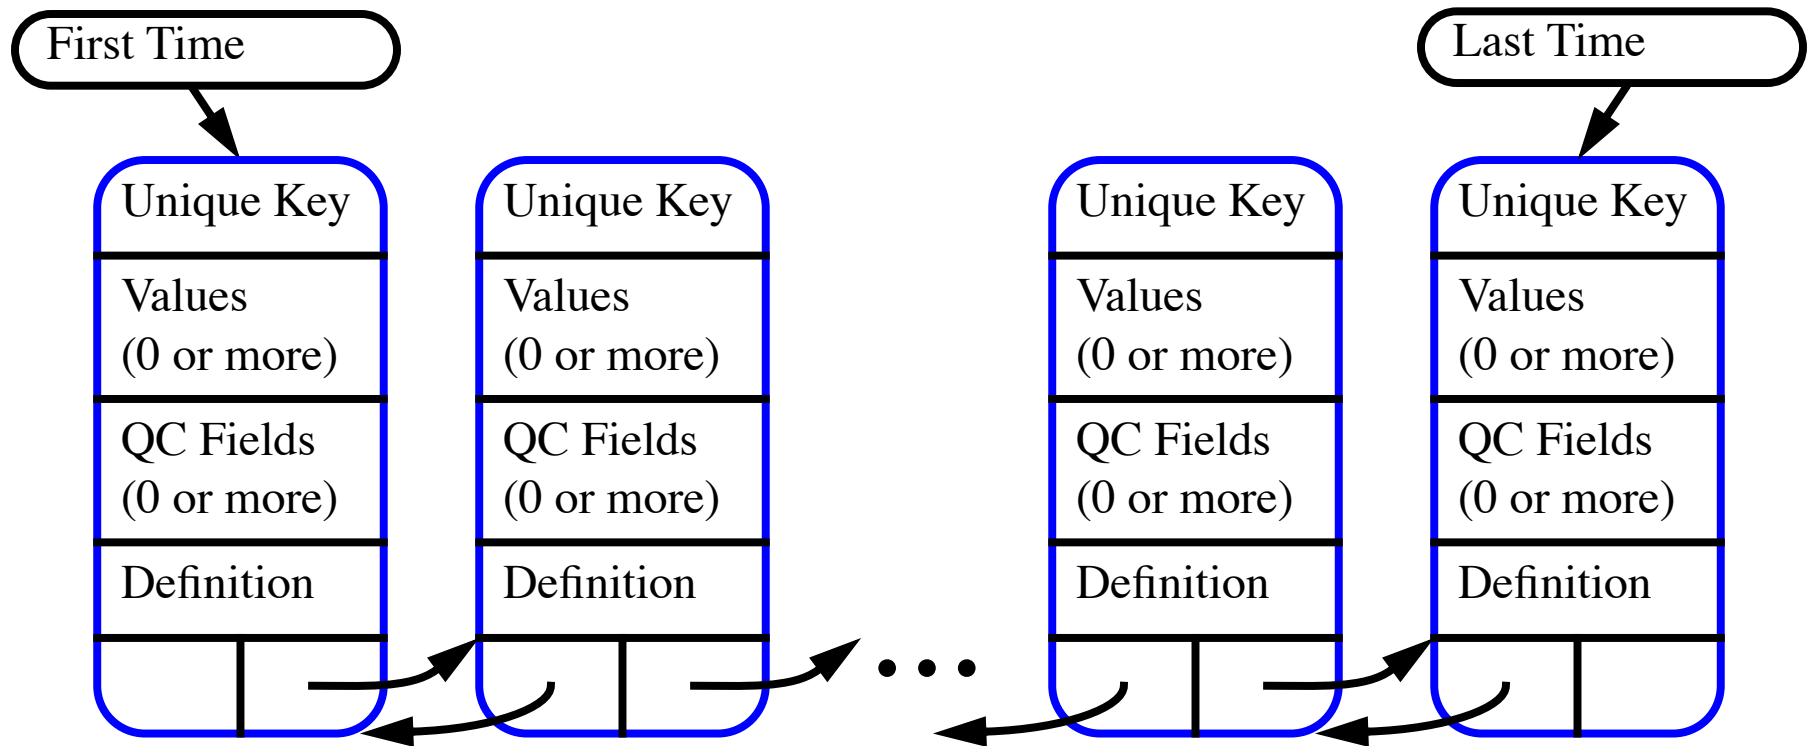 First Time
Last Time
Unique Key
Values
(0 or more)
QC Fields
(0 or more)
Definition
Unique Key
Values
(0 or more)
QC Fields
(0 or more)
Definition
Unique Key
Values
(0 or more)
QC Fields
(0 or more)
Definition
Unique Key
Values
(0 or more)
QC Fields
(0 or more)
Definition